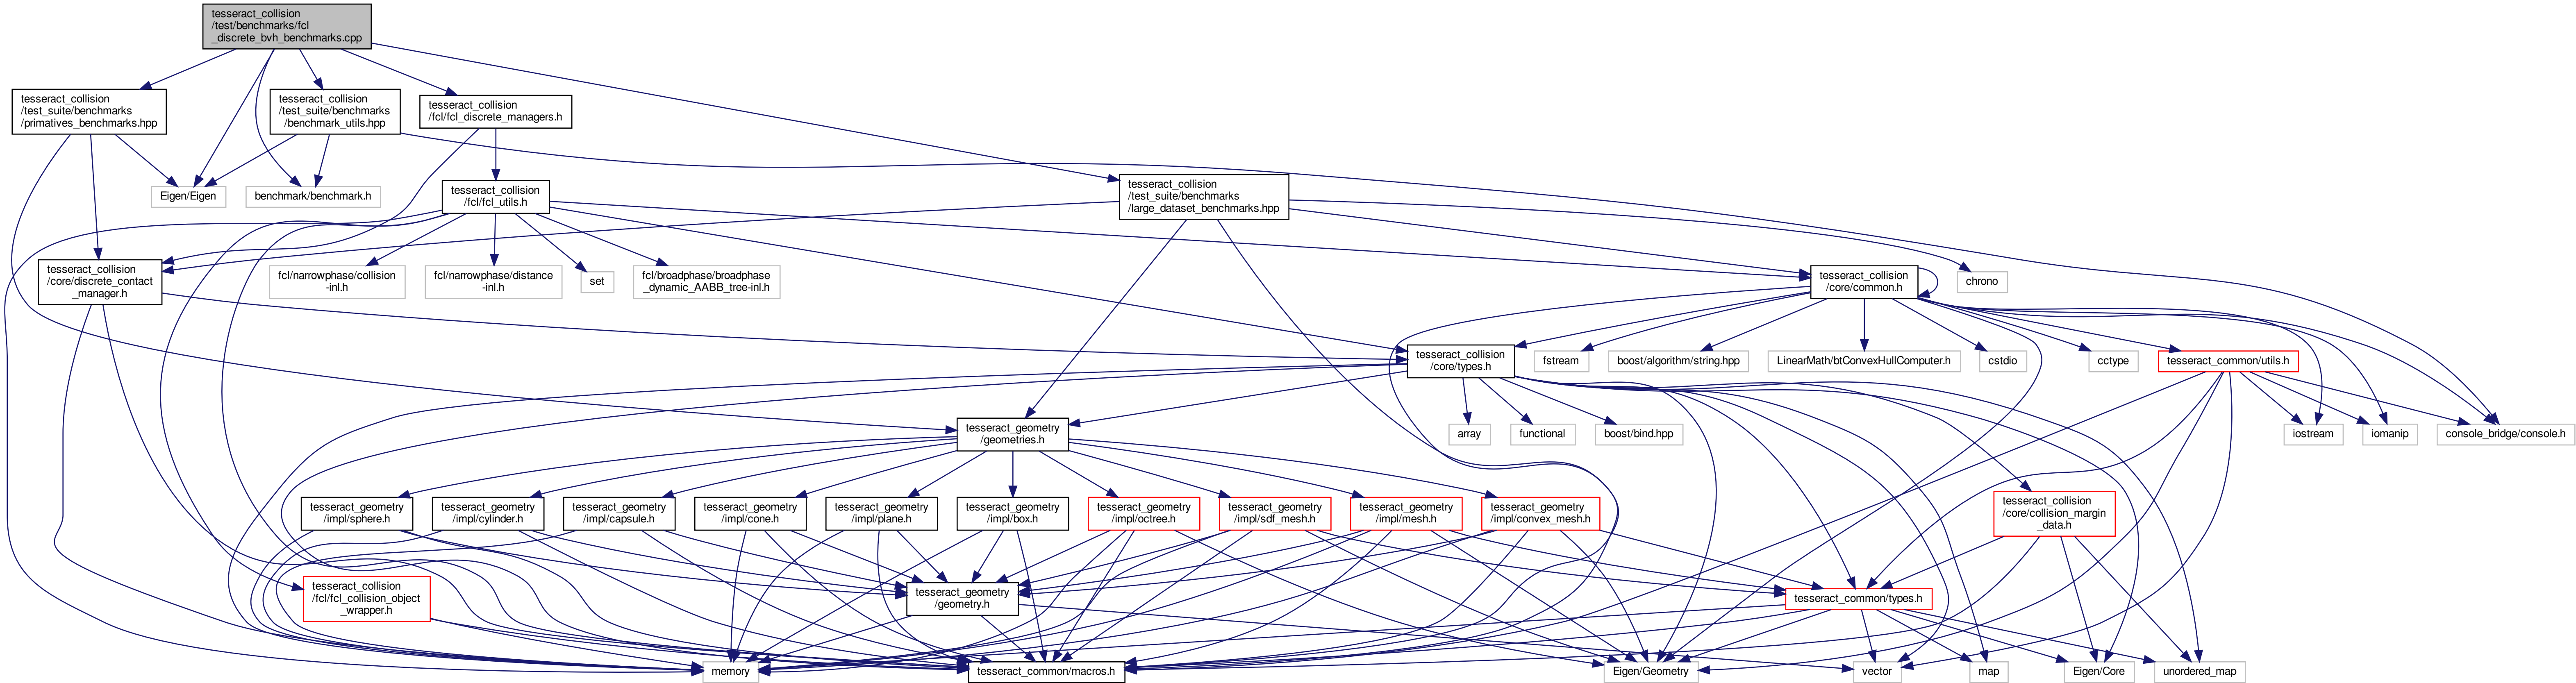 tesseract_collision
/test/benchmarks/fcl
_discrete_bvh_benchmarks.cpp
tesseract_collision
/test_suite/benchmarks
/primatives_benchmarks.hpp
tesseract_collision
/test_suite/benchmarks
/benchmark_utils.hpp
tesseract_collision
/fcl/fcl_discrete_managers.h
Eigen/Eigen
benchmark/benchmark.h
tesseract_collision
/fcl/fcl_utils.h
tesseract_collision
/test_suite/benchmarks
/large_dataset_benchmarks.hpp
tesseract_collision
/core/discrete_contact
_manager.h
fcl/narrowphase/collision
-inl.h
fcl/narrowphase/distance
-inl.h
set
fcl/broadphase/broadphase
_dynamic_AABB_tree-inl.h
tesseract_collision
/core/common.h
chrono
tesseract_collision
/core/types.h
fstream
boost/algorithm/string.hpp
LinearMath/btConvexHullComputer.h
cstdio
cctype
tesseract_common/utils.h
tesseract_geometry
/geometries.h
array
functional
boost/bind.hpp
iostream
iomanip
console_bridge/console.h
tesseract_geometry
/impl/sphere.h
tesseract_geometry
/impl/cylinder.h
tesseract_geometry
/impl/capsule.h
tesseract_geometry
/impl/cone.h
tesseract_geometry
/impl/plane.h
tesseract_geometry
/impl/box.h
tesseract_geometry
/impl/octree.h
tesseract_geometry
/impl/sdf_mesh.h
tesseract_geometry
/impl/mesh.h
tesseract_geometry
/impl/convex_mesh.h
tesseract_collision
/core/collision_margin
_data.h
tesseract_collision
/fcl/fcl_collision_object
_wrapper.h
tesseract_geometry
/geometry.h
tesseract_common/types.h
memory
tesseract_common/macros.h
Eigen/Geometry
vector
map
Eigen/Core
unordered_map